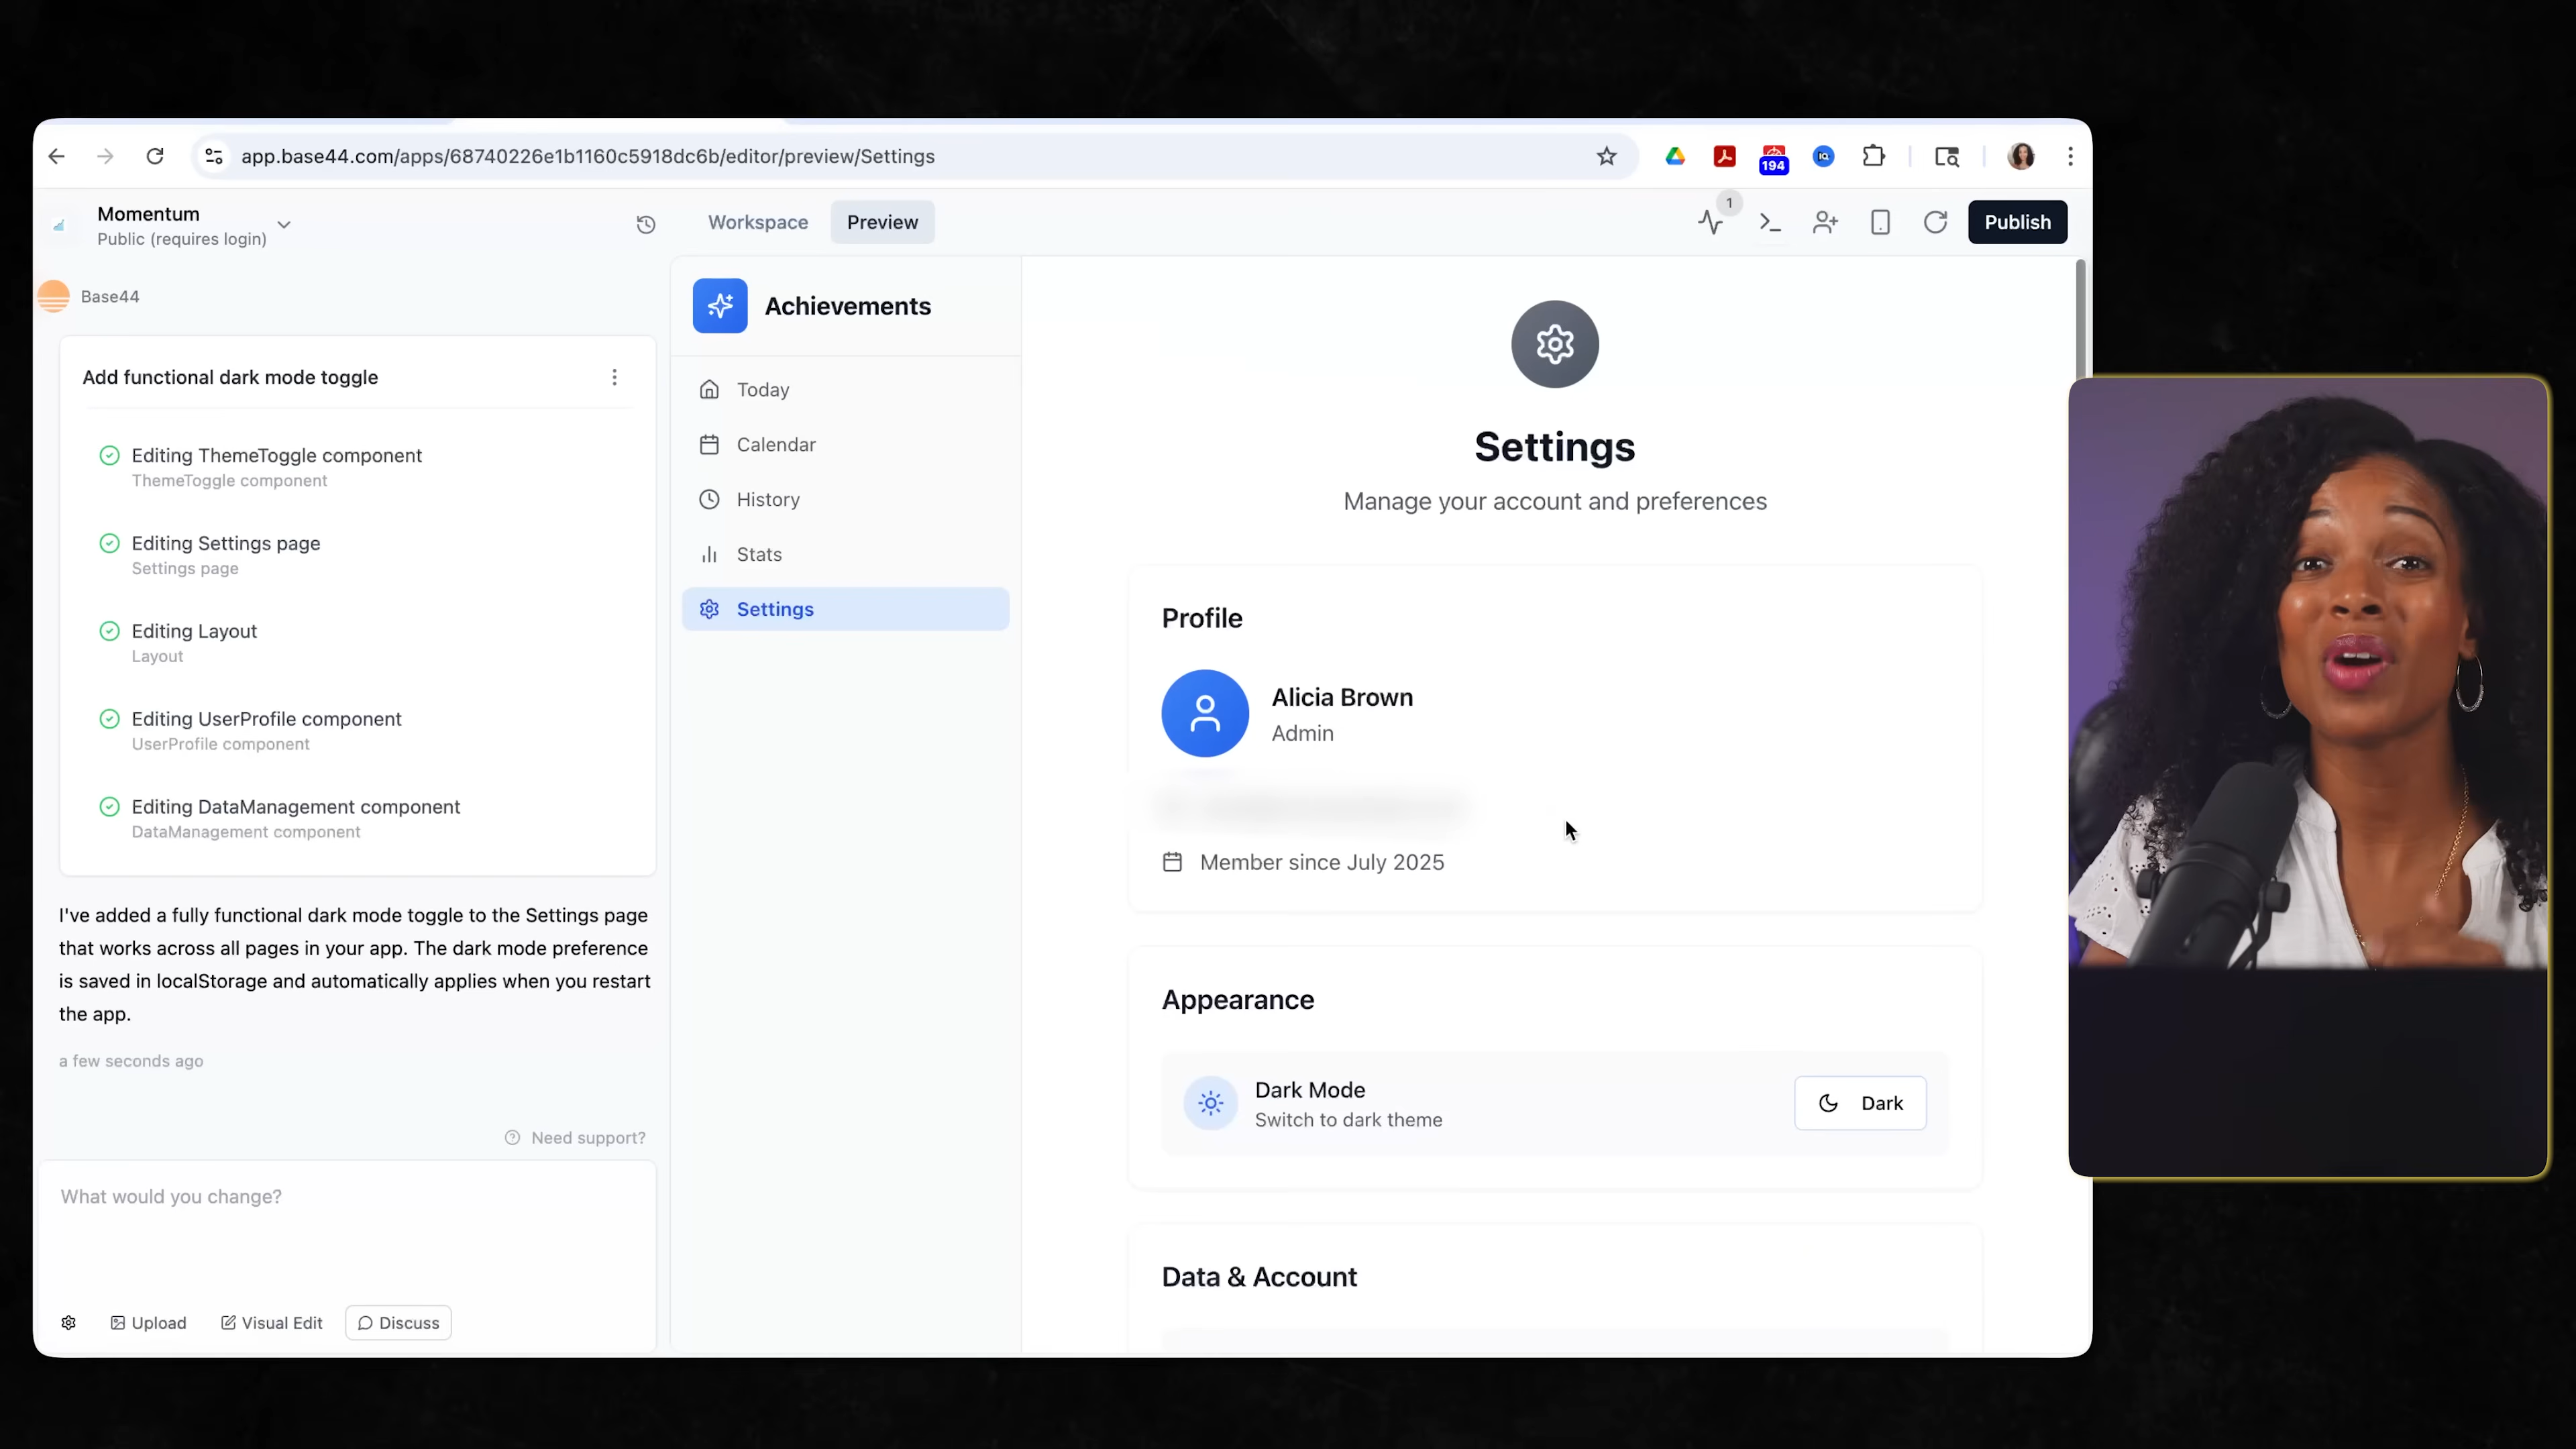 app.base44.com/apps/68740226e1b1160c5918dc6b/editor/preview/Settings
194
Momentum
Public (requires login)
Workspace
Preview
1
Publish
Base44
Add functional dark mode toggle
Editing ThemeToggle component
ThemeToggle component
Editing Settings page
Settings page
Editing Layout
Layout
Editing UserProfile component
UserProfile component
Editing DataManagement component
DataManagement component
I've added a fully functional dark mode toggle to the Settings page
that works across all pages in your app. The dark mode preference
is saved in localStorage and automatically applies when you restart
the app.
a few seconds ago
Need support?
What would you change?
Upload
Visual Edit
Discuss
Achievements
Today
Calendar
History
Stats
Settings
Settings
Manage your account and preferences
Profile
Alicia Brown
Admin
Member since July 2025
Appearance
Dark Mode
Switch to dark theme
Dark
Data & Account